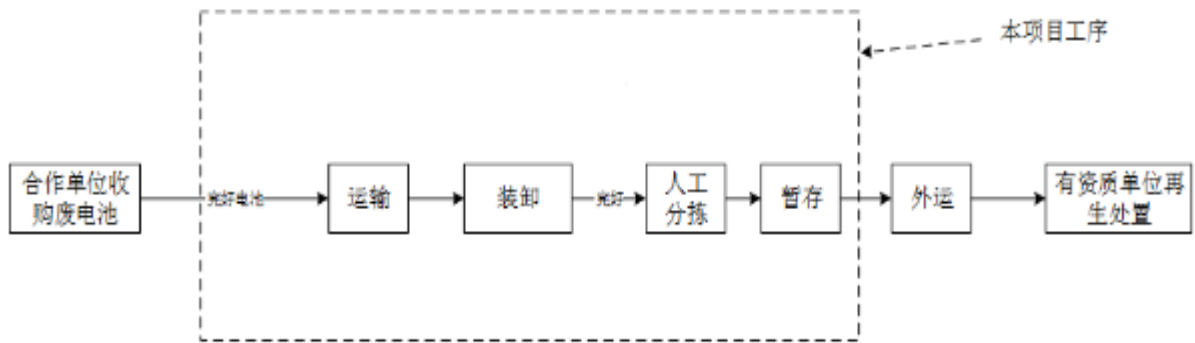 本项目工序
合作单位收
购废电池
完好电池
运输
装卸
完好
人工
分拣
暂存
外运
有资质单位再
生处置